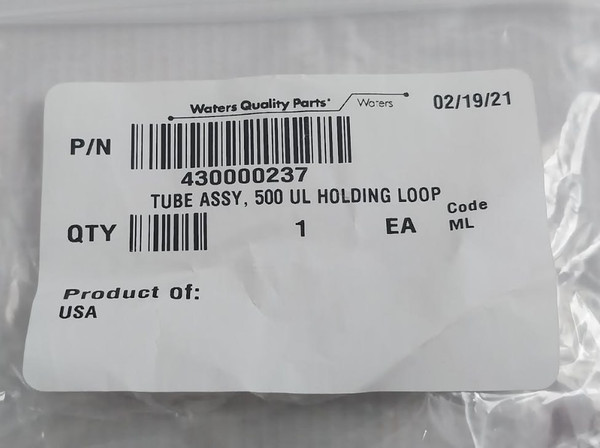 Waters Quality Parts* Waters 02/19/21
P/N
430000237
TUBE ASSY, 500 UL HOLDING LOOP
QTY 1 EA Code
ML
Product Of:
USA